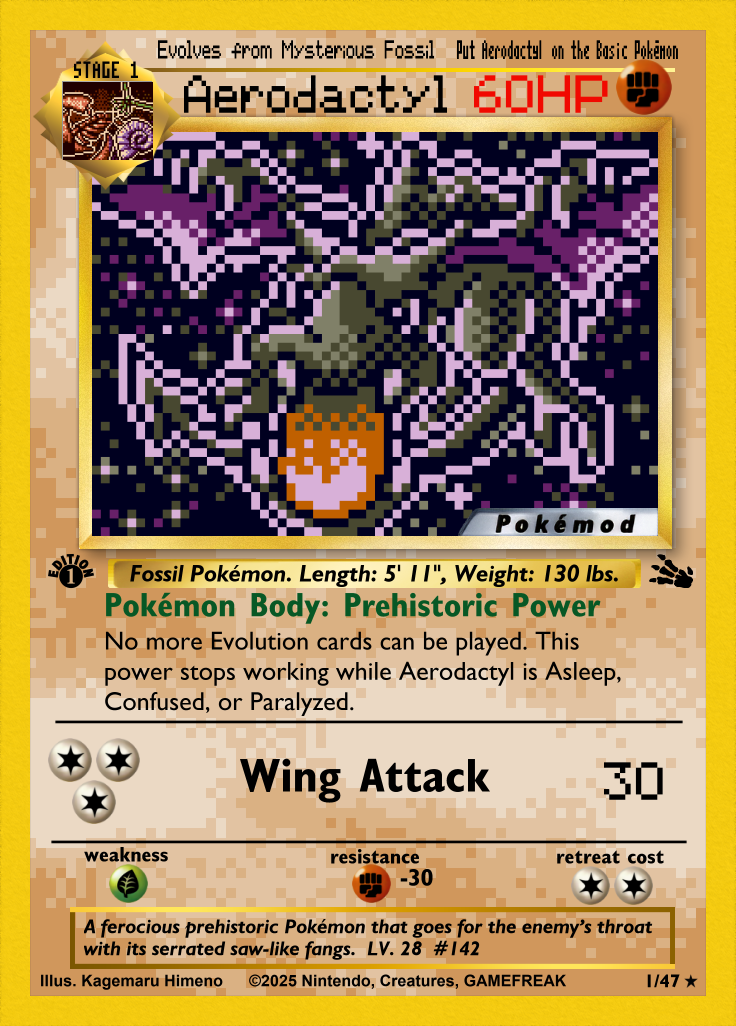 Evolves from Mysterious Fossil Put Aerodactyl on the Basic Pokémon
STAGE 1
Aerodactyl 60HP
Pokémod
EDITION 1
Fossil Pokémon. Length: 5' 11", Weight: 130 lbs.
Pokémon Body: Prehistoric Power
No more Evolution cards can be played. This
power stops working while Aerodactyl is Asleep,
Confused, or Paralyzed.
Wing Attack 30
weakness resistance retreat cost
-30
A ferocious prehistoric Pokémon that goes for the enemy's throat
with its serrated saw-like fangs. LV. 28 #142
Illus. Kagemaru Himeno ©2025 Nintendo, Creatures, GAMEFREAK 1/47 ★